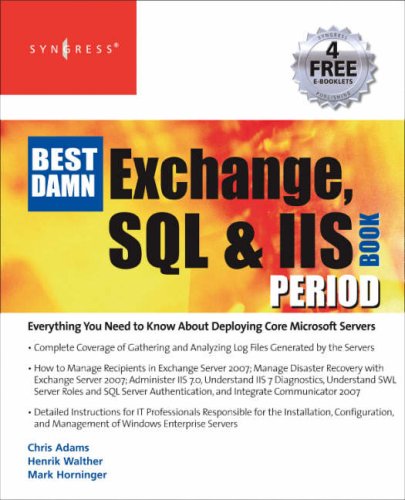 SYNGRESS®
SYNGRESS
4
FREE
E-BOOKLETS
PUBLISHING
BEST
DAMN
Exchange,
SQL & IIS
BOOK
PERIOD
Everything You Need to Know About Deploying Core Microsoft Servers
• Complete Coverage of Gathering and Analyzing Log Files Generated by the Servers
• How to Manage Recipients in Exchange Server 2007; Manage Disaster Recovery with
Exchange Server 2007; Administer IIS 7.0, Understand IIS 7 Diagnostics, Understand SWL
Server Roles and SQL Server Authentication, and Integrate Communicator 2007
• Detailed Instructions for IT Professionals Responsible for the Installation, Configuration,
and Management of Windows Enterprise Servers
Chris Adams
Henrik Walther
Mark Horninger